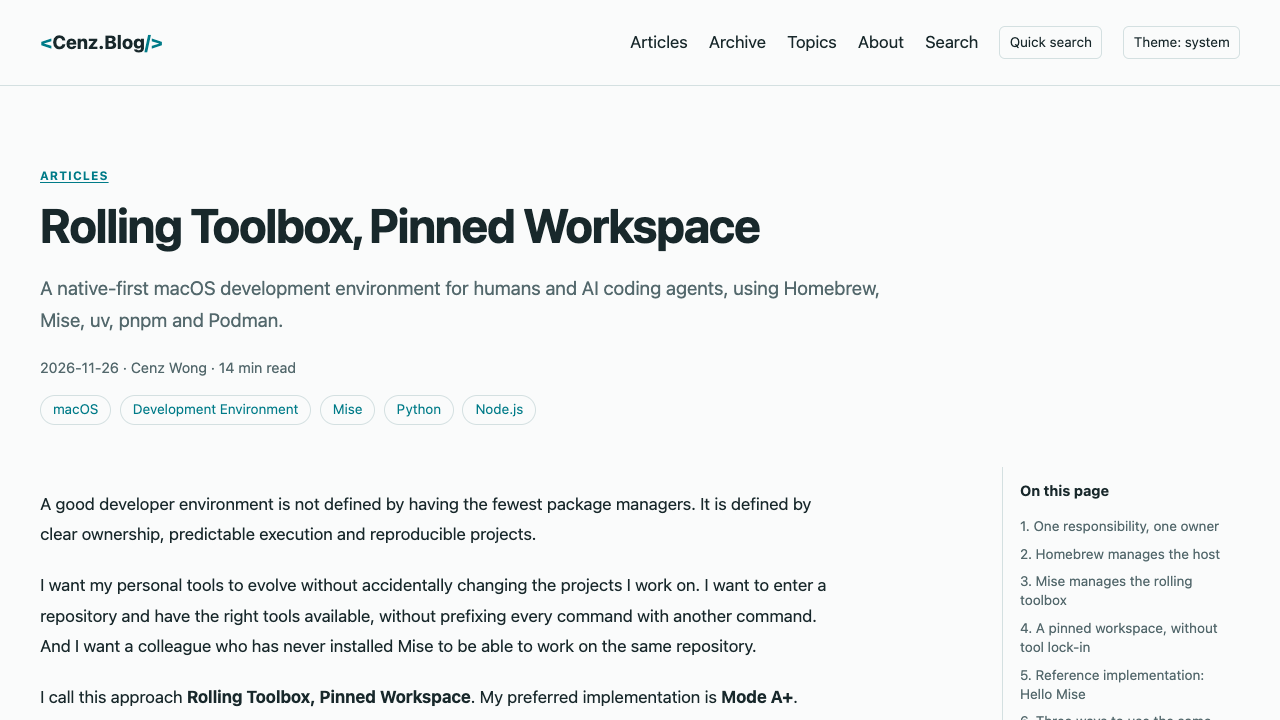 <Cenz.Blog/>
Articles Archive Topics About Search Quick search Theme: system
ARTICLES
Rolling Toolbox, Pinned Workspace
A native-first macOS development environment for humans and AI coding agents, using Homebrew,
Mise, uv, pnpm and Podman.
2026-11-26 · Cenz Wong · 14 min read
macOS Development Environment Mise Python Node.js
A good developer environment is not defined by having the fewest package managers. It is defined by
clear ownership, predictable execution and reproducible projects.
I want my personal tools to evolve without accidentally changing the projects I work on. I want to enter a
repository and have the right tools available, without prefixing every command with another command.
And I want a colleague who has never installed Mise to be able to work on the same repository.
I call this approach Rolling Toolbox, Pinned Workspace. My preferred implementation is Mode A+.
On this page
1. One responsibility, one owner
2. Homebrew manages the host
3. Mise manages the rolling
toolbox
4. A pinned workspace, without
tool lock-in
5. Reference implementation:
Hello Mise
6. Three ways to use the same